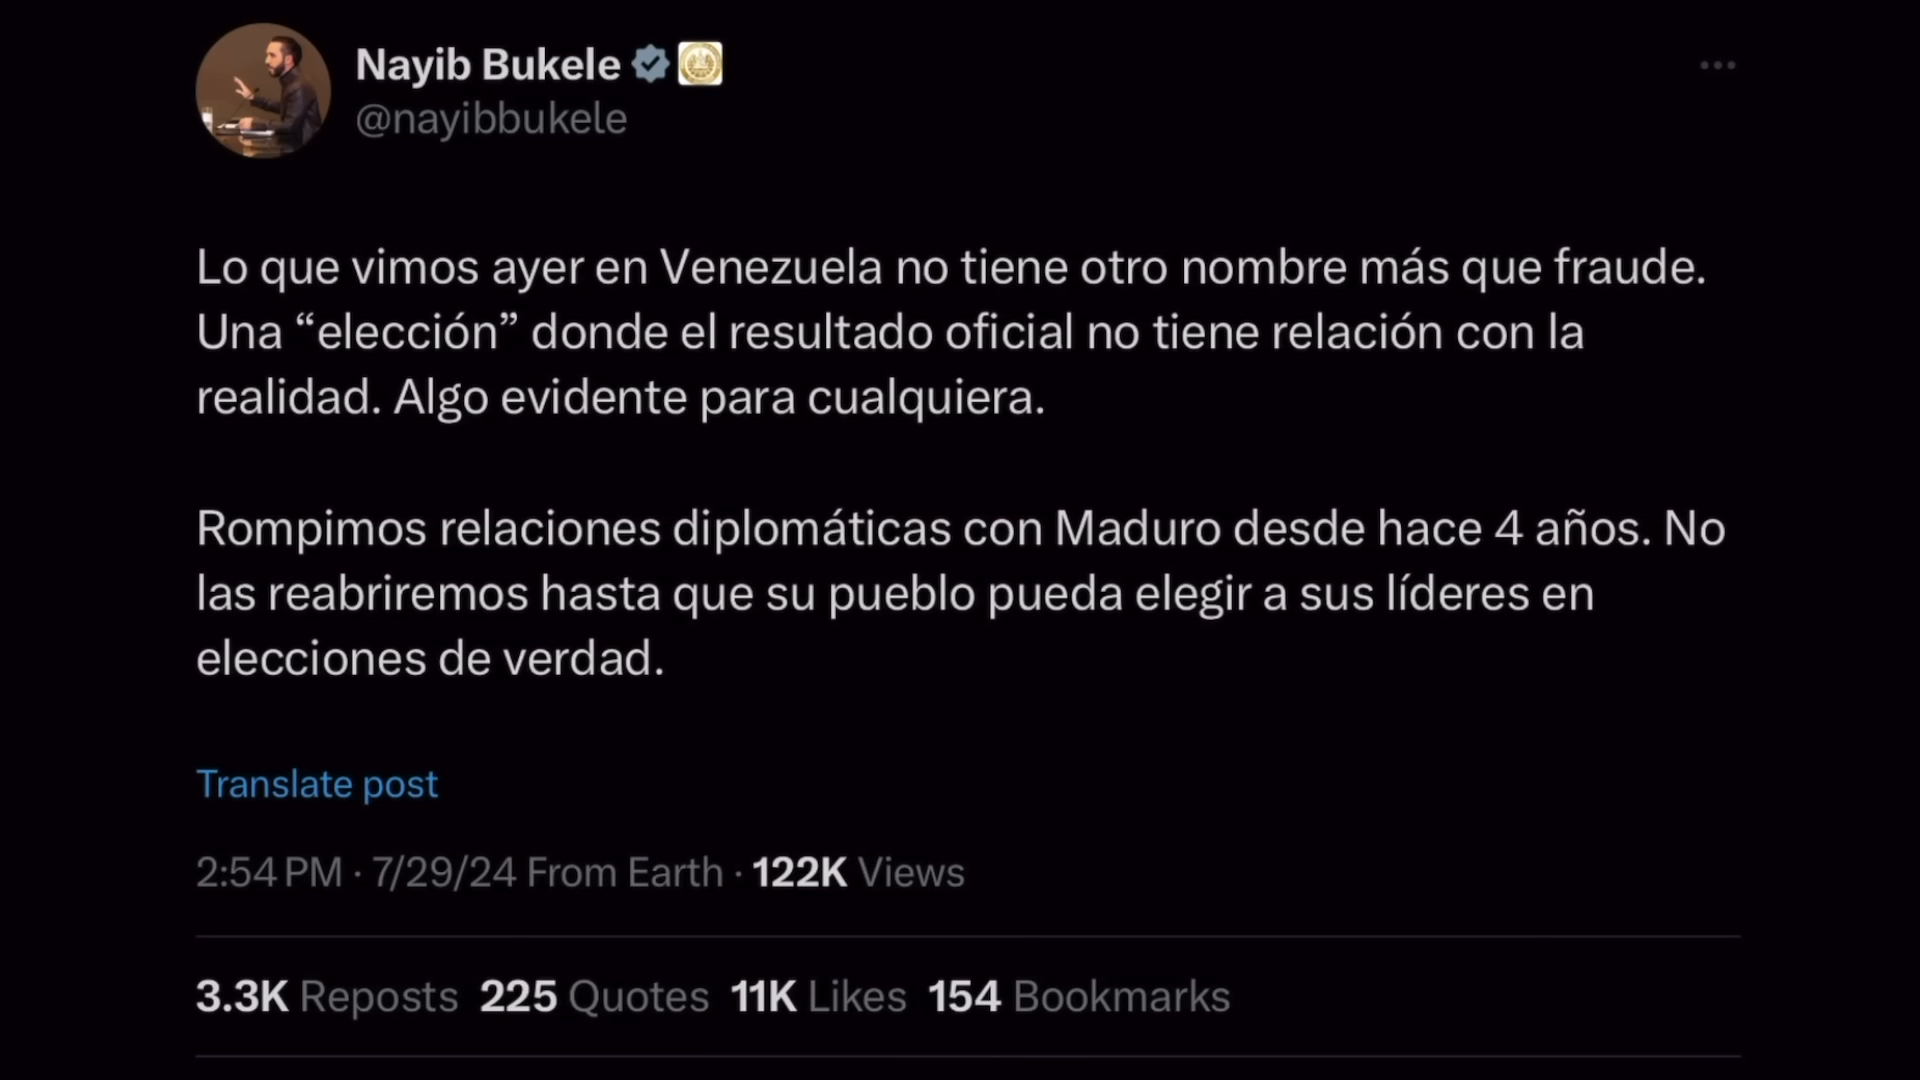 Nayib Bukele
@nayibbukele
Lo que vimos ayer en Venezuela no tiene otro nombre más que fraude.
Una “elección” donde el resultado oficial no tiene relación con la
realidad. Algo evidente para cualquiera.
Rompimos relaciones diplomáticas con Maduro desde hace 4 años. No
las reabriremos hasta que su pueblo pueda elegir a sus líderes en
elecciones de verdad.
Translate post
2:54 PM · 7/29/24 From Earth · 122K Views
3.3K Reposts 225 Quotes 11K Likes 154 Bookmarks